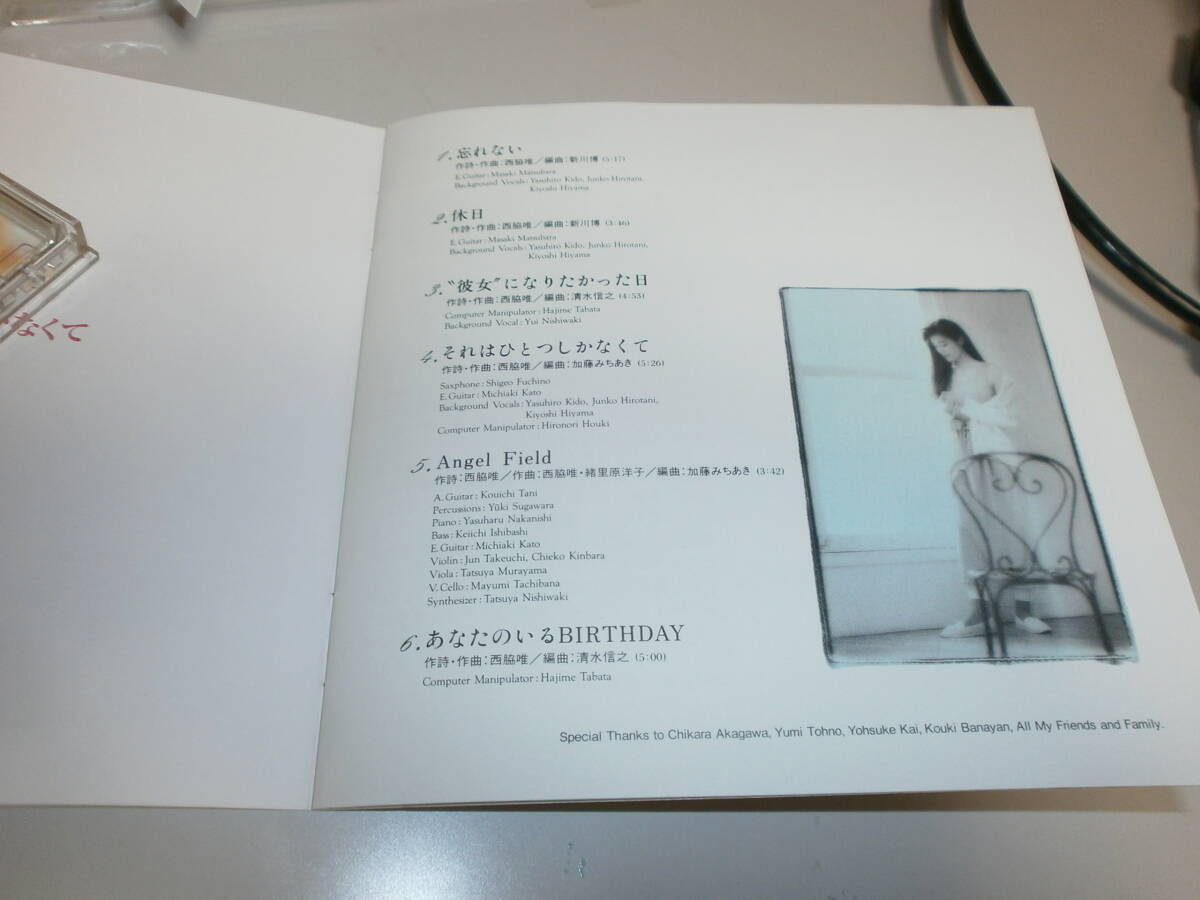 なくて
1. 忘れない
作詩・作曲：西脇唯／編曲：新川博 (5:17)
E.Guitar : Masaki Matsubara
Background Vocals : Yasuhiro Kido, Junko Hirotani,
Kiyoshi Hiyama
2. 休日
作詩・作曲：西脇唯／編曲：新川博 (3:46)
E.Guitar : Masaki Matsubara
Background Vocals : Yasuhiro Kido, Junko Hirotani,
Kiyoshi Hiyama
3. "彼女"になりたかった日
作詩・作曲：西脇唯／編曲：清水信之 (4:53)
Computer Manipulator : Hajime Tabata
Background Vocal : Yui Nishiwaki
4. それはひとつしかなくて
作詩・作曲：西脇唯／編曲：加藤みちあき (5:26)
Saxphone : Shigeo Fuchino
E.Guitar : Michiaki Kato
Background Vocals : Yasuhiro Kido, Junko Hirotani,
Kiyoshi Hiyama
Computer Manipulator : Hironori Houki
5. Angel Field
作詩：西脇唯／作曲：西脇唯・緒里原洋子／編曲：加藤みちあき (3:42)
A.Guitar : Kouichi Tani
Percussions : Yūki Sugawara
Piano : Yasuharu Nakanishi
Bass : Keiichi Ishibashi
E.Guitar : Michiaki Kato
Violin : Jun Takeuchi, Chieko Kinbara
Viola : Tatsuya Murayama
V.Cello : Mayumi Tachibana
Synthesizer : Tatsuya Nishiwaki
6. あなたのいるBIRTHDAY
作詩・作曲：西脇唯／編曲：清水信之 (5:00)
Computer Manipulator : Hajime Tabata
Special Thanks to Chikara Akagawa, Yumi Tohno, Yohsuke Kai, Kouki Banayan, All My Friends and Family.